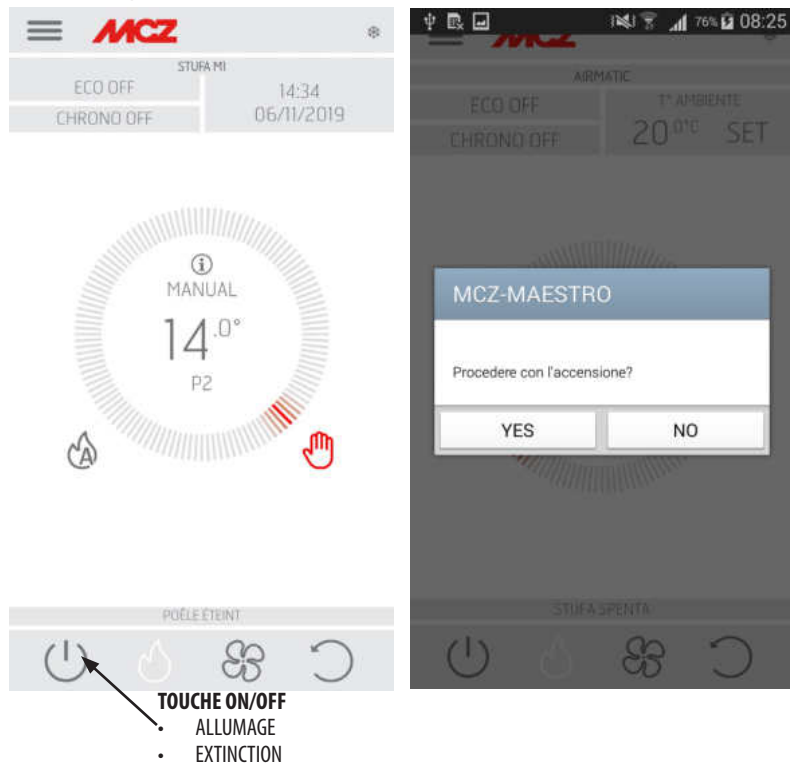 MCZ
STUFA MI
ECO OFF
CHRONO OFF
14:34
06/11/2019
i
MANUAL
14.0°
P2
A
POÊLE ÉTEINT
TOUCHE ON/OFF
• ALLUMAGE
• EXTINCTION
76% 08:25
MCZ
AIRMATIC
ECO OFF
CHRONO OFF
T° AMBIENTE
20.0°C SET
MCZ-MAESTRO
Procedere con l'accensione?
YES NO
STUFA SPENTA